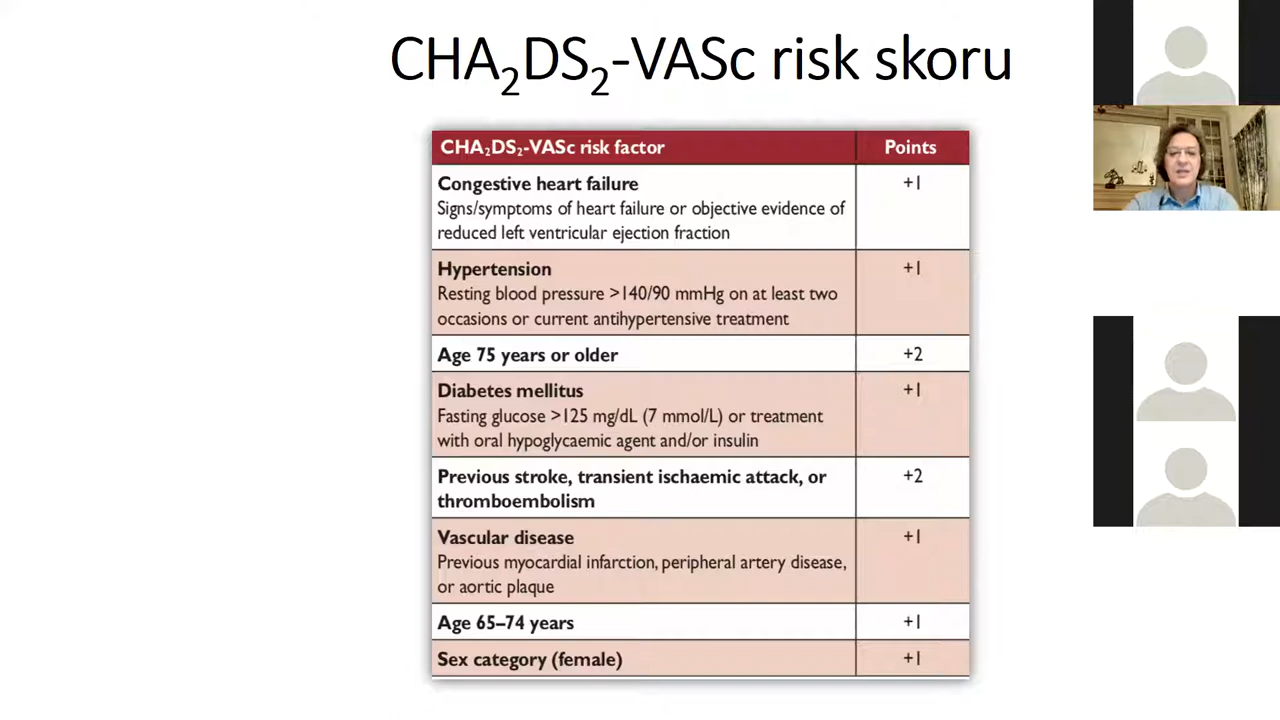 CHA₂DS₂-VASc risk skoru
CHA₂DS₂-VASc risk factor Points
Congestive heart failure +1
Signs/symptoms of heart failure or objective evidence of
reduced left ventricular ejection fraction
Hypertension +1
Resting blood pressure >140/90 mmHg on at least two
occasions or current antihypertensive treatment
Age 75 years or older +2
Diabetes mellitus +1
Fasting glucose >125 mg/dL (7 mmol/L) or treatment
with oral hypoglycaemic agent and/or insulin
Previous stroke, transient ischaemic attack, or +2
thromboembolism
Vascular disease +1
Previous myocardial infarction, peripheral artery disease,
or aortic plaque
Age 65–74 years +1
Sex category (female) +1